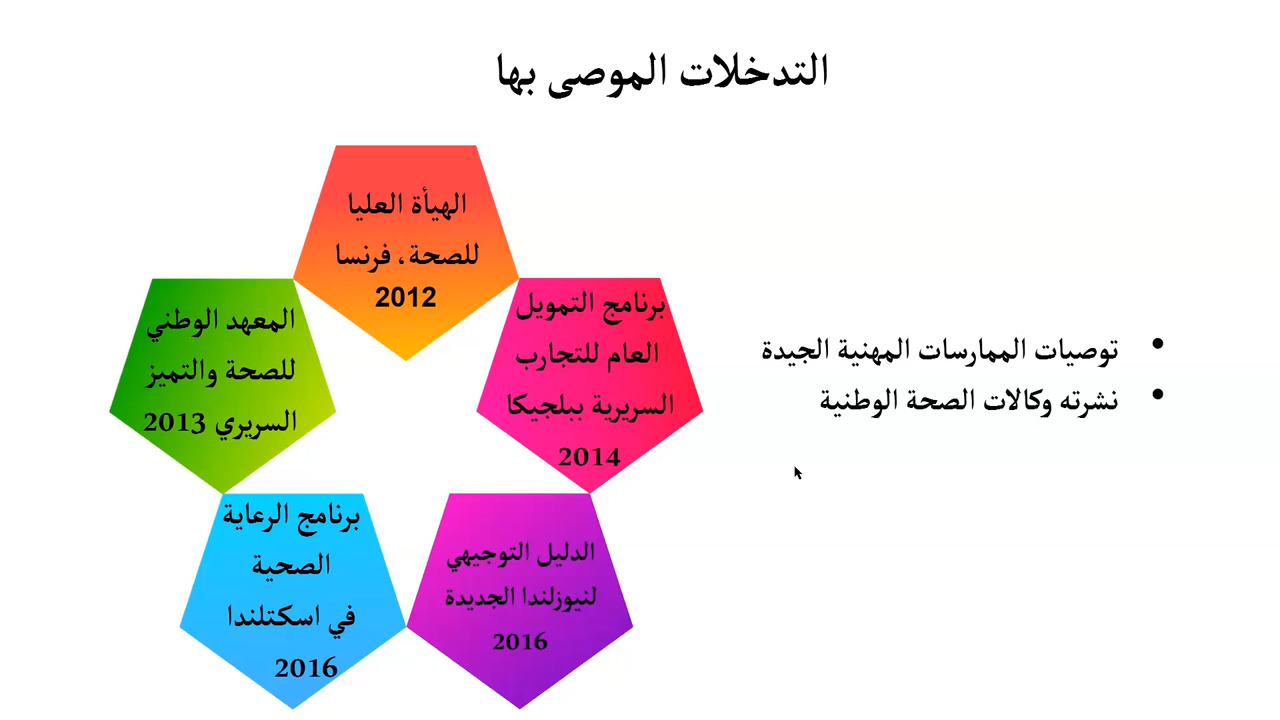 التدخلات الموصى بها
الهيأة العليا
للصحة، فرنسا
2012
برنامج التمويل
العام للتجارب
السريرية ببلجيكا
2014
المعهد الوطني
للصحة والتميز
السريري 2013
الدليل التوجيهي
لنيوزلندا الجديدة
2016
برنامج الرعاية
الصحية
في اسكتلندا
2016
• توصيات الممارسات المهنية الجيدة
• نشرته وكالات الصحة الوطنية